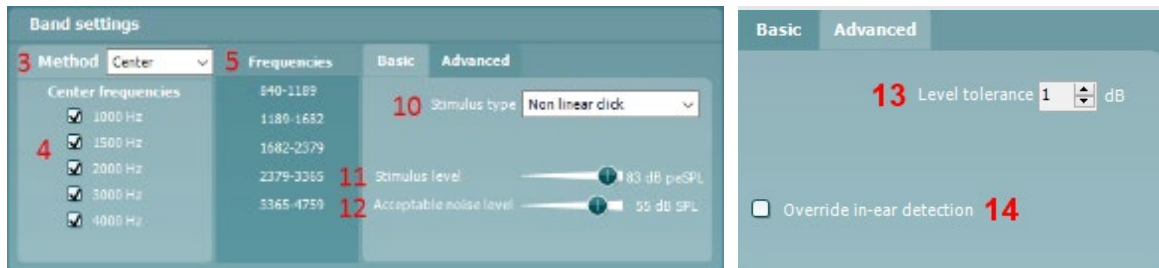 Band settings
3 Method Center 5 Frequencies Basic Advanced
Center frequencies
4
1000 Hz
1500 Hz
2000 Hz
3000 Hz
4000 Hz
840-1189
1189-1682
1682-2379
2379-3365
3365-4759
10 Stimulus type Non linear click
11 Stimulus level 83 dB peSPL
12 Acceptable noise level 55 dB SPL
Basic Advanced
13 Level tolerance 1 dB
Override in-ear detection 14